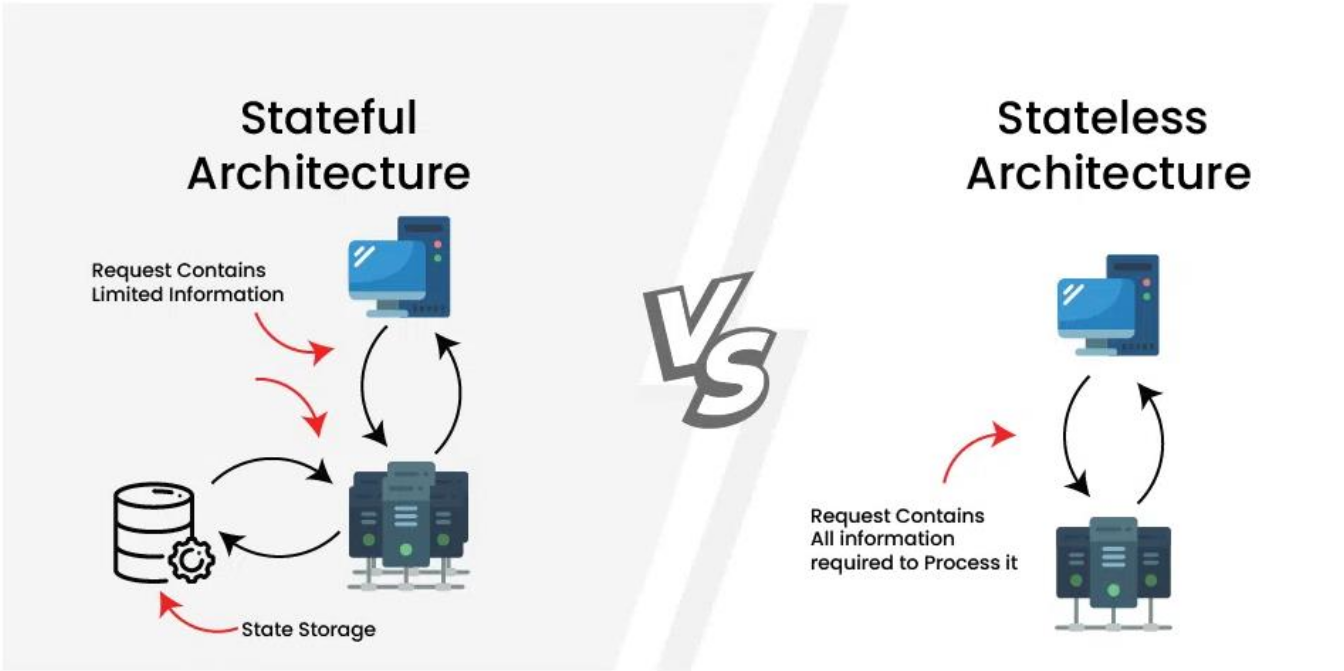 Stateful
Architecture
Request Contains
Limited Information
State Storage
VS
Stateless
Architecture
Request Contains
All information
required to Process it